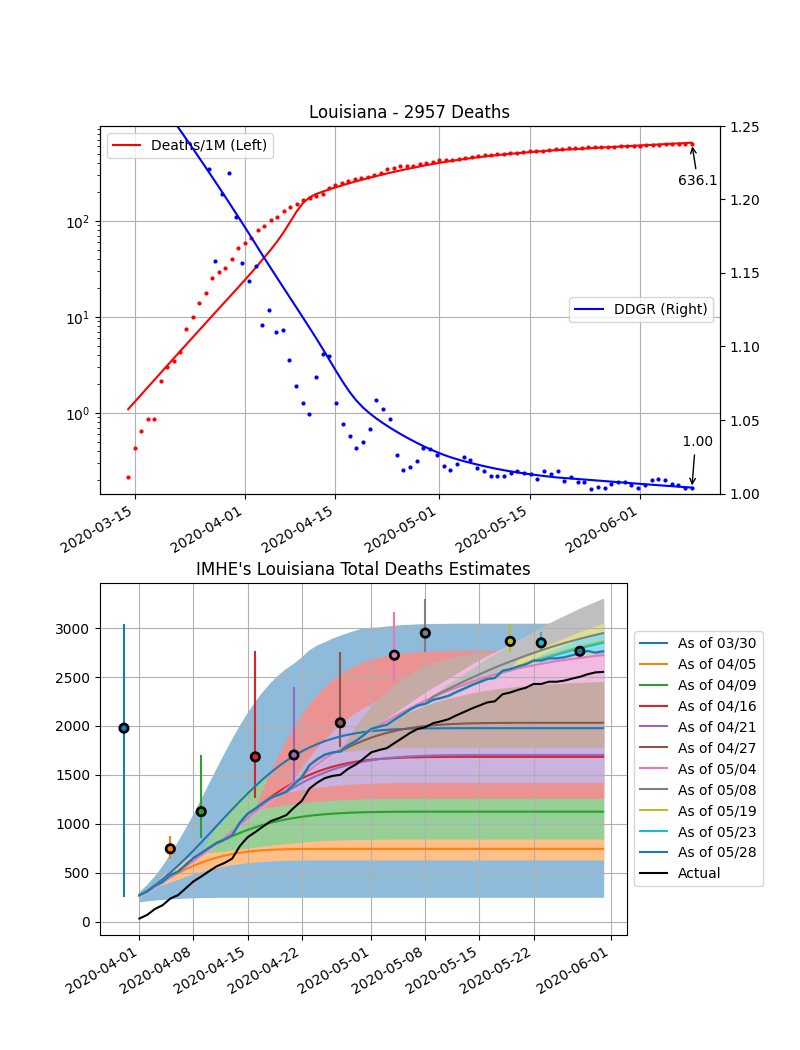 Louisiana - 2957 Deaths
Deaths/1M (Left)
DDGR (Right)
636.1
1.00
10²
10¹
10⁰
1.25
1.20
1.15
1.10
1.05
1.00
2020-03-15
2020-04-01
2020-04-15
2020-05-01
2020-05-15
2020-06-01
IMHE's Louisiana Total Deaths Estimates
3000
2500
2000
1500
1000
500
0
2020-04-01
2020-04-08
2020-04-15
2020-04-22
2020-05-01
2020-05-08
2020-05-15
2020-05-22
2020-06-01
As of 03/30
As of 04/05
As of 04/09
As of 04/16
As of 04/21
As of 04/27
As of 05/04
As of 05/08
As of 05/19
As of 05/23
As of 05/28
Actual